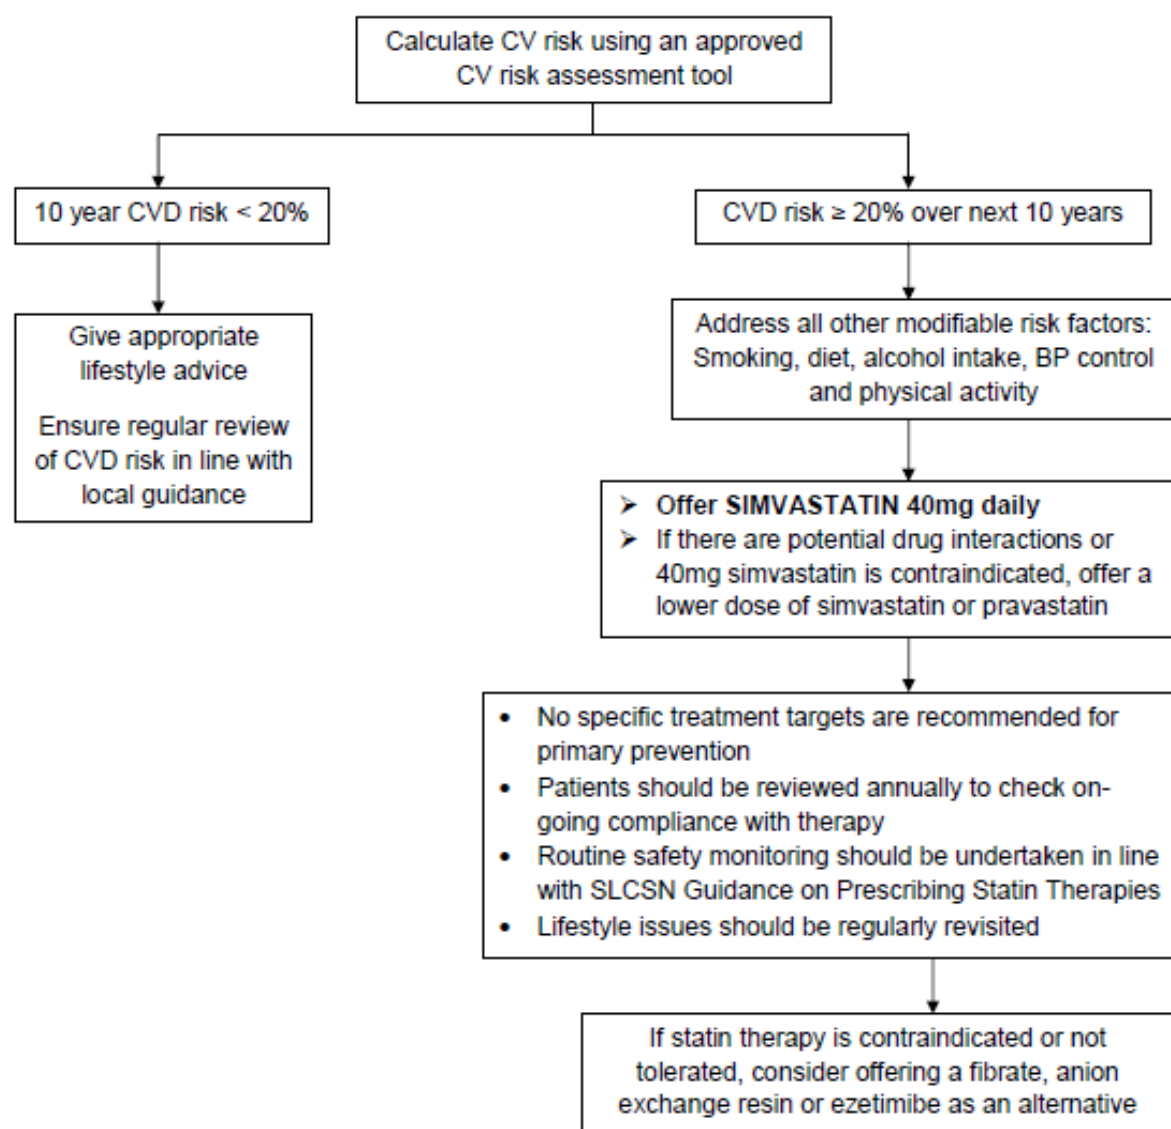 Calculate CV risk using an approved
CV risk assessment tool
10 year CVD risk < 20%
CVD risk ≥ 20% over next 10 years
Give appropriate
lifestyle advice
Ensure regular review
of CVD risk in line with
local guidance
Address all other modifiable risk factors:
Smoking, diet, alcohol intake, BP control
and physical activity
➢ Offer SIMVASTATIN 40mg daily
➢ If there are potential drug interactions or
40mg simvastatin is contraindicated, offer a
lower dose of simvastatin or pravastatin
• No specific treatment targets are recommended for
primary prevention
• Patients should be reviewed annually to check on-
going compliance with therapy
• Routine safety monitoring should be undertaken in line
with SLCSN Guidance on Prescribing Statin Therapies
• Lifestyle issues should be regularly revisited
If statin therapy is contraindicated or not
tolerated, consider offering a fibrate, anion
exchange resin or ezetimibe as an alternative